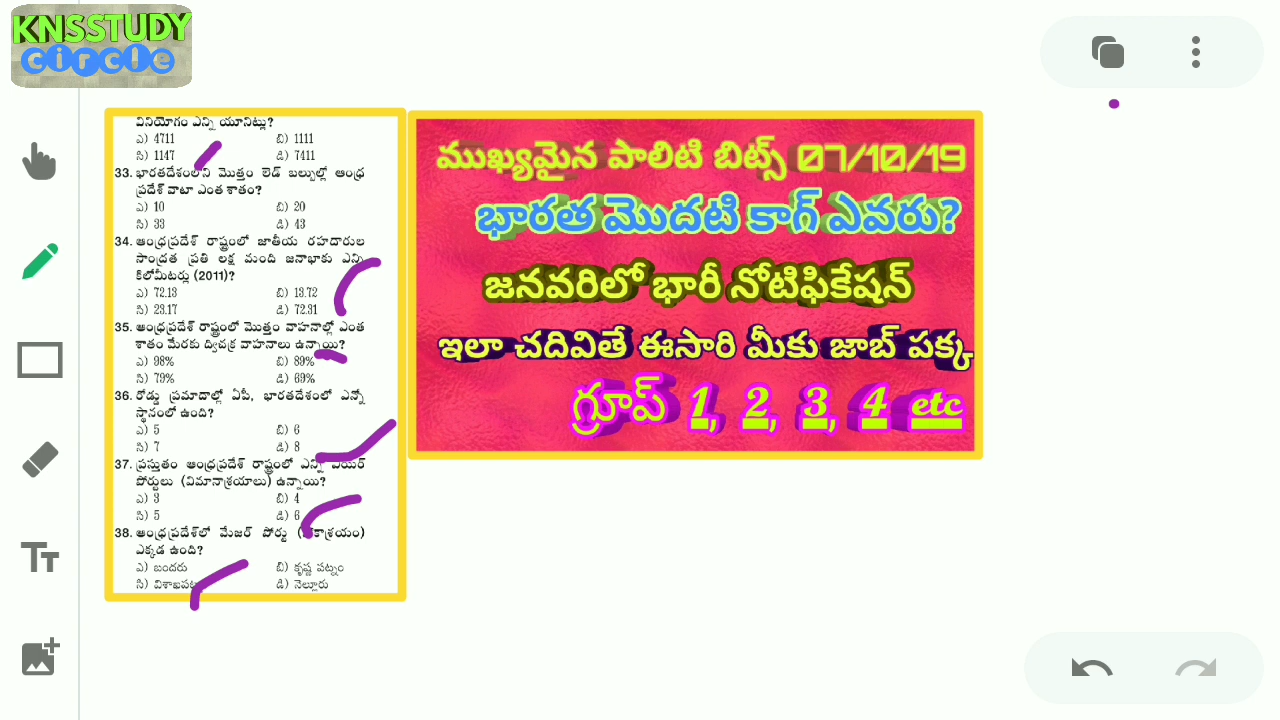 KNSSTUDY
circle
వినియోగం ఎన్ని యూనిట్లు?
ఎ) 4711 బి) 1111
సి) 1147 డి) 7411
33. భారతదేశంలోని మొత్తం లెడ్ బల్బుల్లో ఆంధ్ర
ప్రదేశ్ వాటా ఎంత శాతం?
ఎ) 10 బి) 20
సి) 33 డి) 43
34. ఆంధ్రప్రదేశ్ రాష్ట్రంలో జాతీయ రహదారుల
సాంద్రత ప్రతి లక్ష మంది జనాభాకు ఎన్ని
కిలోమీటర్లు (2011)?
ఎ) 72.13 బి) 13.72
సి) 23.17 డి) 72.31
35. ఆంధ్రప్రదేశ్ రాష్ట్రంలో మొత్తం వాహనాల్లో ఎంత
శాతం మేరకు ద్విచక్ర వాహనాలు ఉన్నాయి?
ఎ) 98% బి) 89%
సి) 79% డి) 69%
36. రోడ్డు ప్రమాదాల్లో ఏపీ, భారతదేశంలో ఎన్నో
స్థానంలో ఉంది?
ఎ) 5 బి) 6
సి) 7 డి) 8
37. ప్రస్తుతం ఆంధ్రప్రదేశ్ రాష్ట్రంలో ఎన్ని ఎయిర్
పోర్టులు (విమానాశ్రయాలు) ఉన్నాయి?
ఎ) 3 బి) 4
సి) 5 డి) 6
38. ఆంధ్రప్రదేశ్‌లో మేజర్ పోర్టు
ఎక్కడ ఉంది?
ఎ) బందరు బి) కృష్ణ పట్నం
సి) డి) నెల్లూరు
ముఖ్యమైన పాలిటి బిట్స్ 07/10/19
భారత మొదటి కాగ్ ఎవరు?
జనవరిలో భారీ నోటిఫికేషన్
ఇలా చదివితే ఈసారి మీకు జాబ్ పక్క
గ్రూప్ 1, 2, 3, 4 etc
Tт